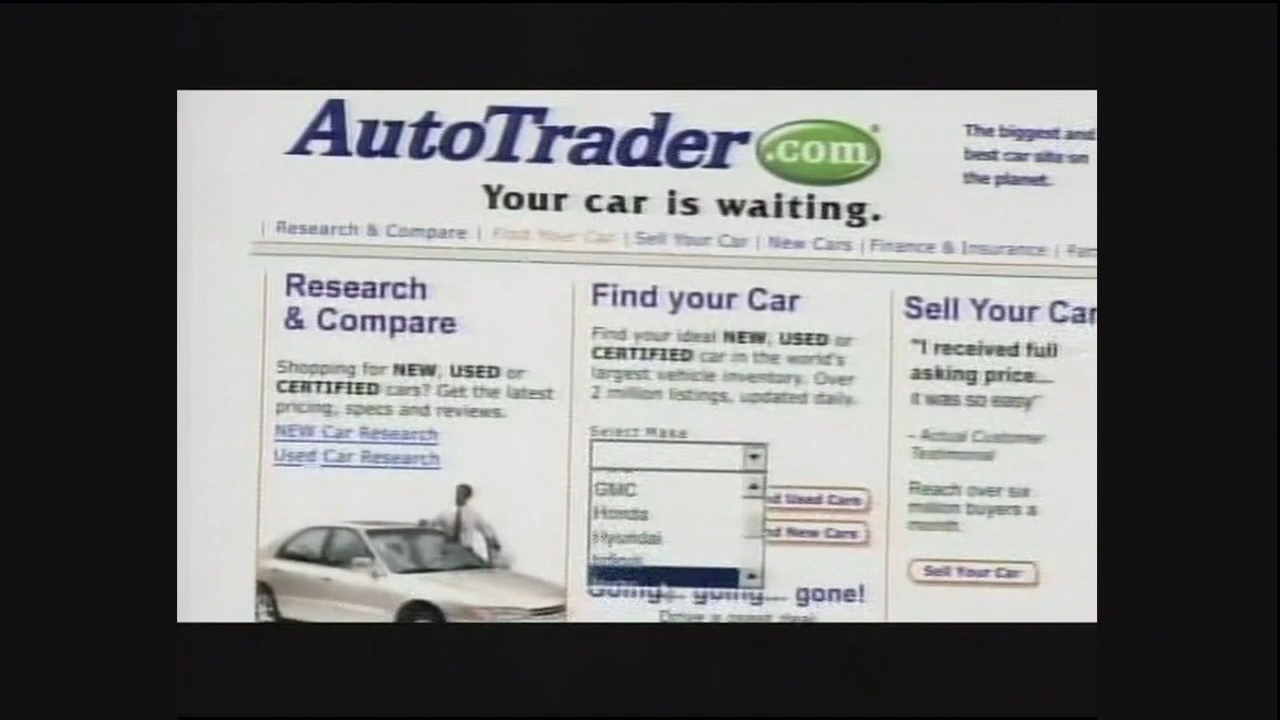 AutoTrader.com
The biggest and
best car site on
the planet.
Your car is waiting.
| Research & Compare | Find Your Car | Sell Your Car | New Cars | Finance & Insurance |
Research
& Compare
Shopping for NEW, USED or
CERTIFIED cars? Get the latest
pricing, specs and reviews.
NEW Car Research
Used Car Research
Find your Car
Find your ideal NEW, USED or
CERTIFIED car in the world's
largest vehicle inventory. Over
2 million listings, updated daily.
Select Make
GMC
Honda
Hyundai
Infiniti
Used Cars
New Cars
Going... going... gone!
Drive a great deal
Sell Your Car
"I received full
asking price...
it was so easy"
- Actual Customer
Testimonial
Reach over six
million buyers a
month.
Sell Your Car